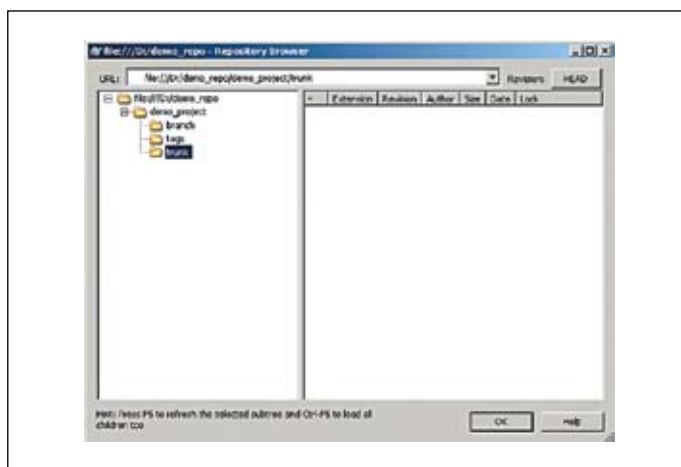 file:///D:/demo_repo - Repository Browser
URL: file:///D:/demo_repo/demo_project/trunk Revision: HEAD
file:///D:/demo_repo
demo_project
branch
tags
trunk
Extension Revision Author Size Date Lock
Hint: Press F5 to refresh the selected subtree and Ctrl-F5 to load all
children too
OK Help